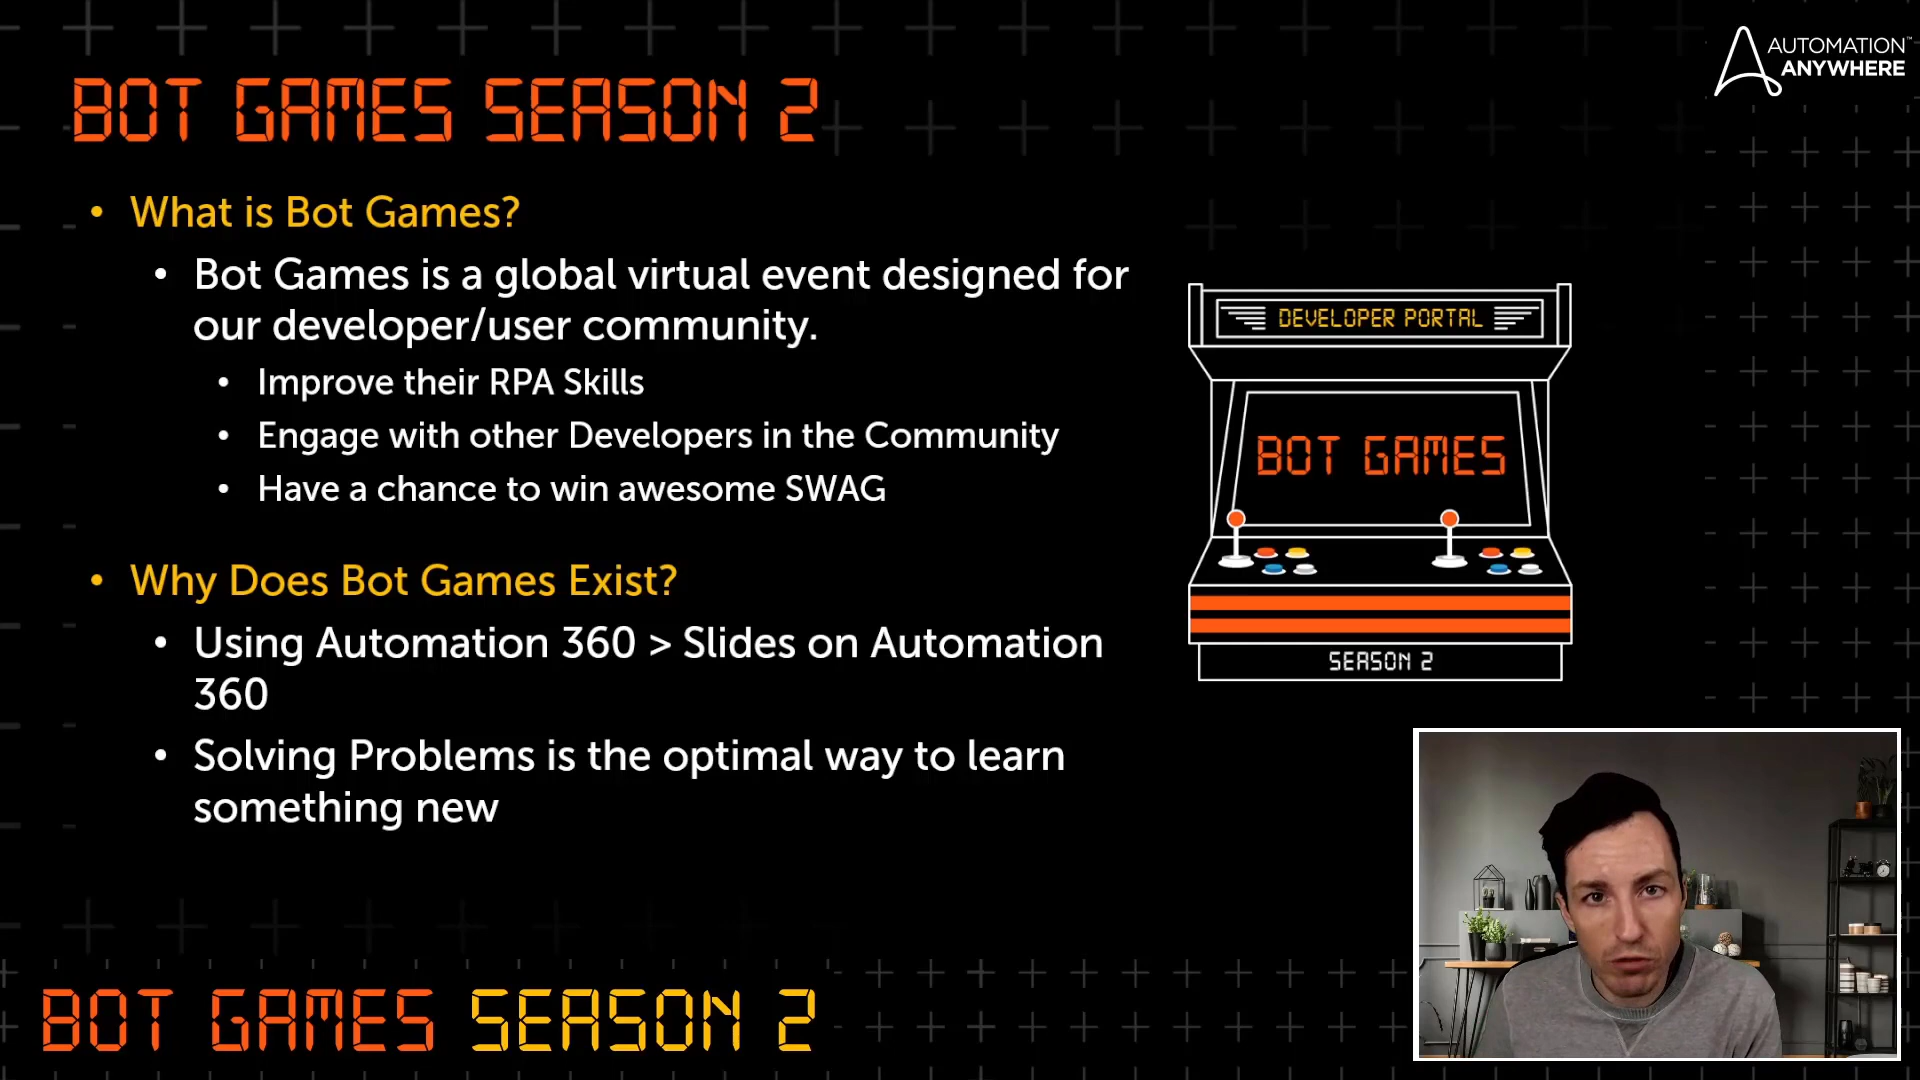 AUTOMATION
ANYWHERE
BOT GAMES SEASON 2
• What is Bot Games?
• Bot Games is a global virtual event designed for
our developer/user community.
• Improve their RPA Skills
• Engage with other Developers in the Community
• Have a chance to win awesome SWAG
• Why Does Bot Games Exist?
• Using Automation 360 > Slides on Automation
360
• Solving Problems is the optimal way to learn
something new
DEVELOPER PORTAL
BOT GAMES
SEASON 2
BOT GAMES SEASON 2